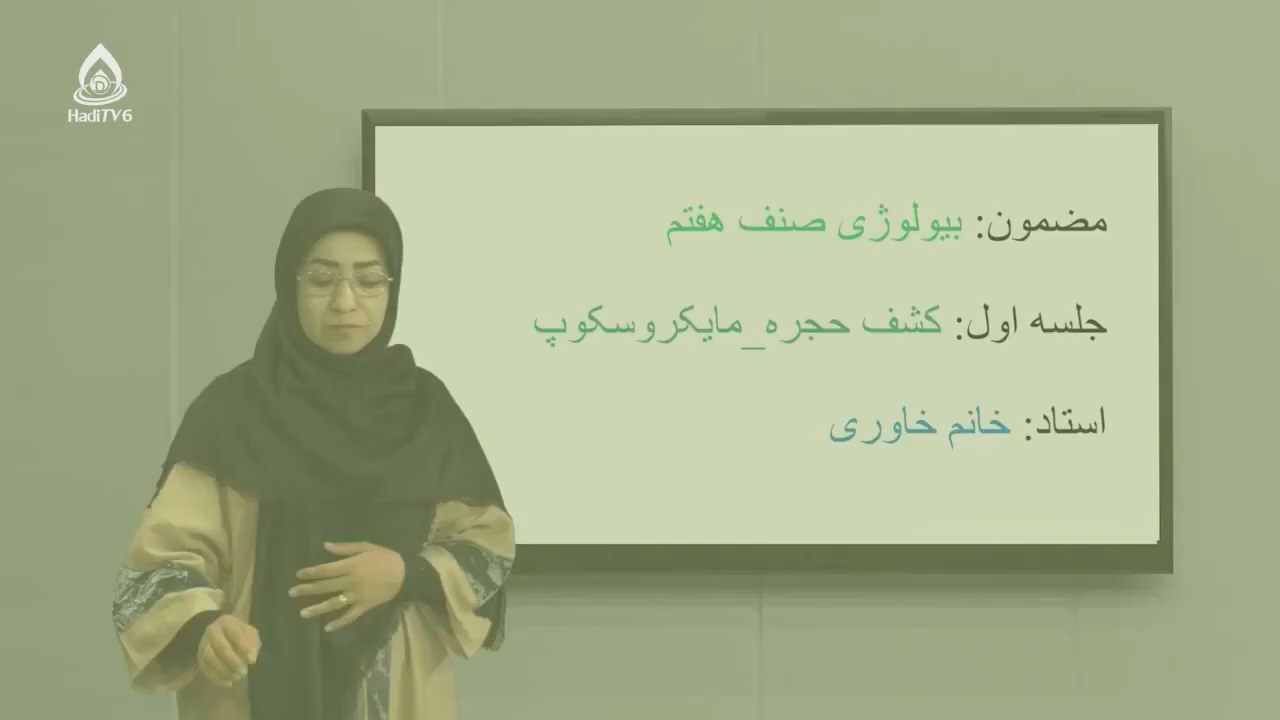 HadiTV6
مضمون: بیولوژی صنف هفتم
جلسه اول: کشف حجره_مایکروسکوپ
استاد: خانم خاوری